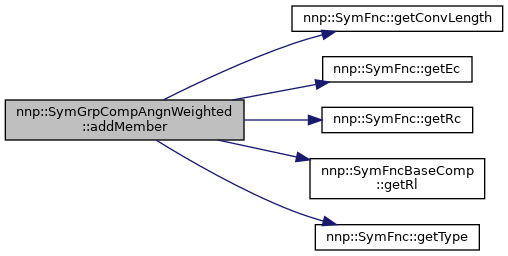 nnp::SymFnc::getConvLength
nnp::SymFnc::getEc
nnp::SymGrpCompAngnWeighted
::addMember
nnp::SymFnc::getRc
nnp::SymFncBaseComp
::getRl
nnp::SymFnc::getType